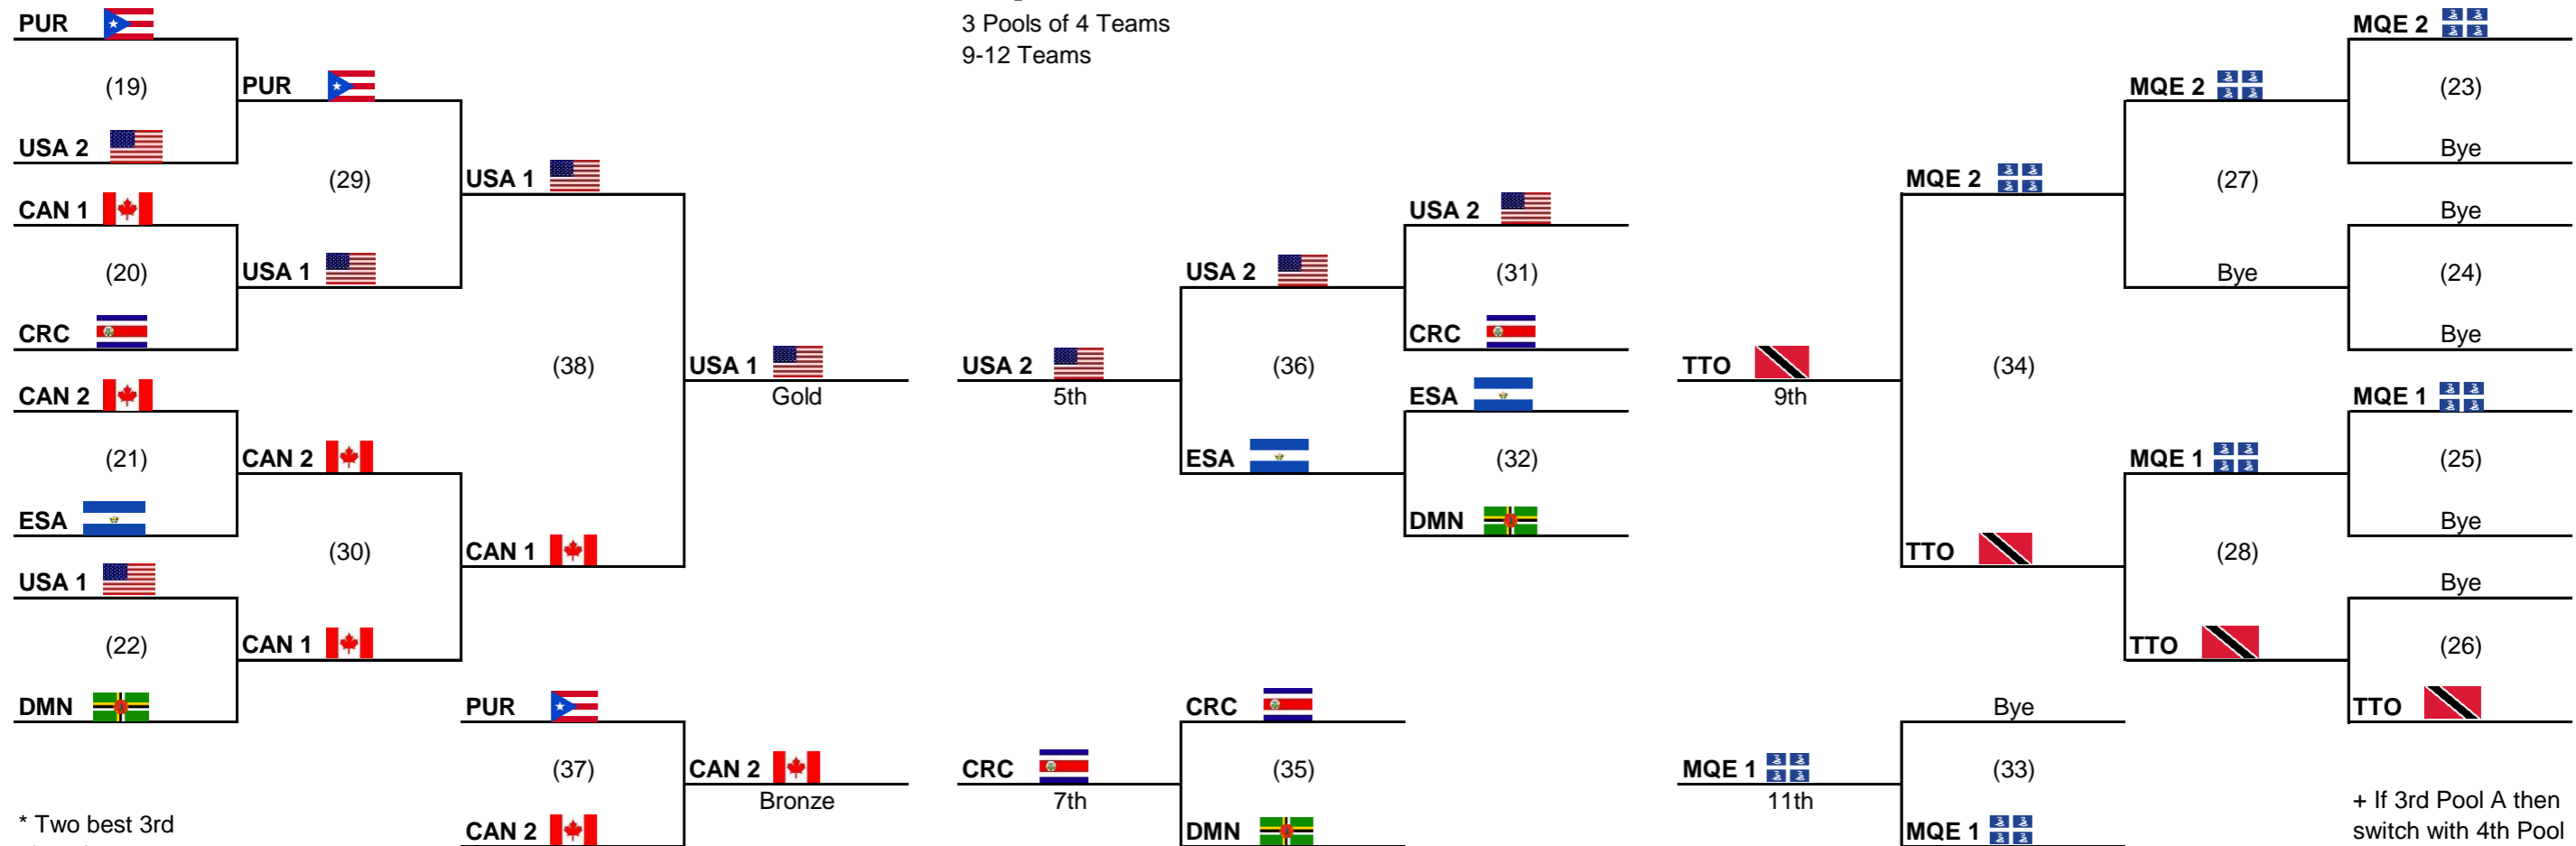 PUR
(19)
USA 2
CAN 1
(20)
CRC
CAN 2
(21)
ESA
USA 1
(22)
DMN
* Two best 3rd
PUR
(29)
USA 1
CAN 2
(30)
CAN 1
USA 1
(38)
CAN 1
PUR
(37)
CAN 2
USA 1
Gold
CAN 2
Bronze
3 Pools of 4 Teams
9-12 Teams
USA 2
5th
USA 2
(36)
ESA
USA 2
(31)
CRC
ESA
(32)
DMN
CRC
7th
CRC
(35)
DMN
TTO
9th
MQE 2
(34)
TTO
MQE 2
(27)
Bye
MQE 1
(28)
TTO
MQE 2
(23)
Bye
Bye
(24)
Bye
MQE 1
(25)
Bye
Bye
(26)
TTO
MQE 1
11th
Bye
(33)
MQE 1
+ If 3rd Pool A then
switch with 4th Pool